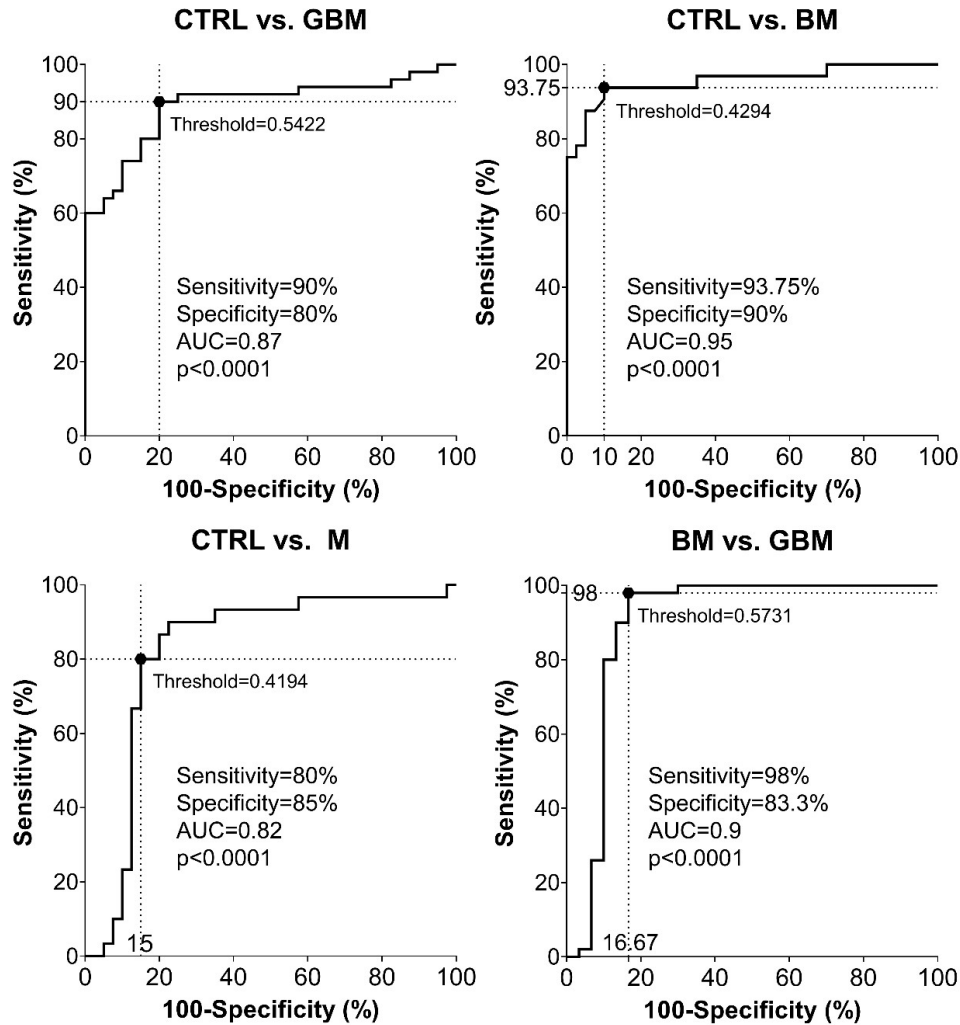 CTRL vs. GBM
100
90
80
60
40
20
0
Sensitivity (%)
Threshold=0.5422
Sensitivity=90%
Specificity=80%
AUC=0.87
p<0.0001
0 20 40 60 80 100
100-Specificity (%)
CTRL vs. BM
100
93.75
80
60
40
20
0
Sensitivity (%)
Threshold=0.4294
Sensitivity=93.75%
Specificity=90%
AUC=0.95
p<0.0001
0 10 20 40 60 80 100
100-Specificity (%)
CTRL vs. M
100
80
60
40
20
0
Sensitivity (%)
Threshold=0.4194
Sensitivity=80%
Specificity=85%
AUC=0.82
p<0.0001
15
0 20 40 60 80 100
100-Specificity (%)
BM vs. GBM
100
98
80
60
40
20
0
Sensitivity (%)
Threshold=0.5731
Sensitivity=98%
Specificity=83.3%
AUC=0.9
p<0.0001
16.67
0 20 40 60 80 100
100-Specificity (%)